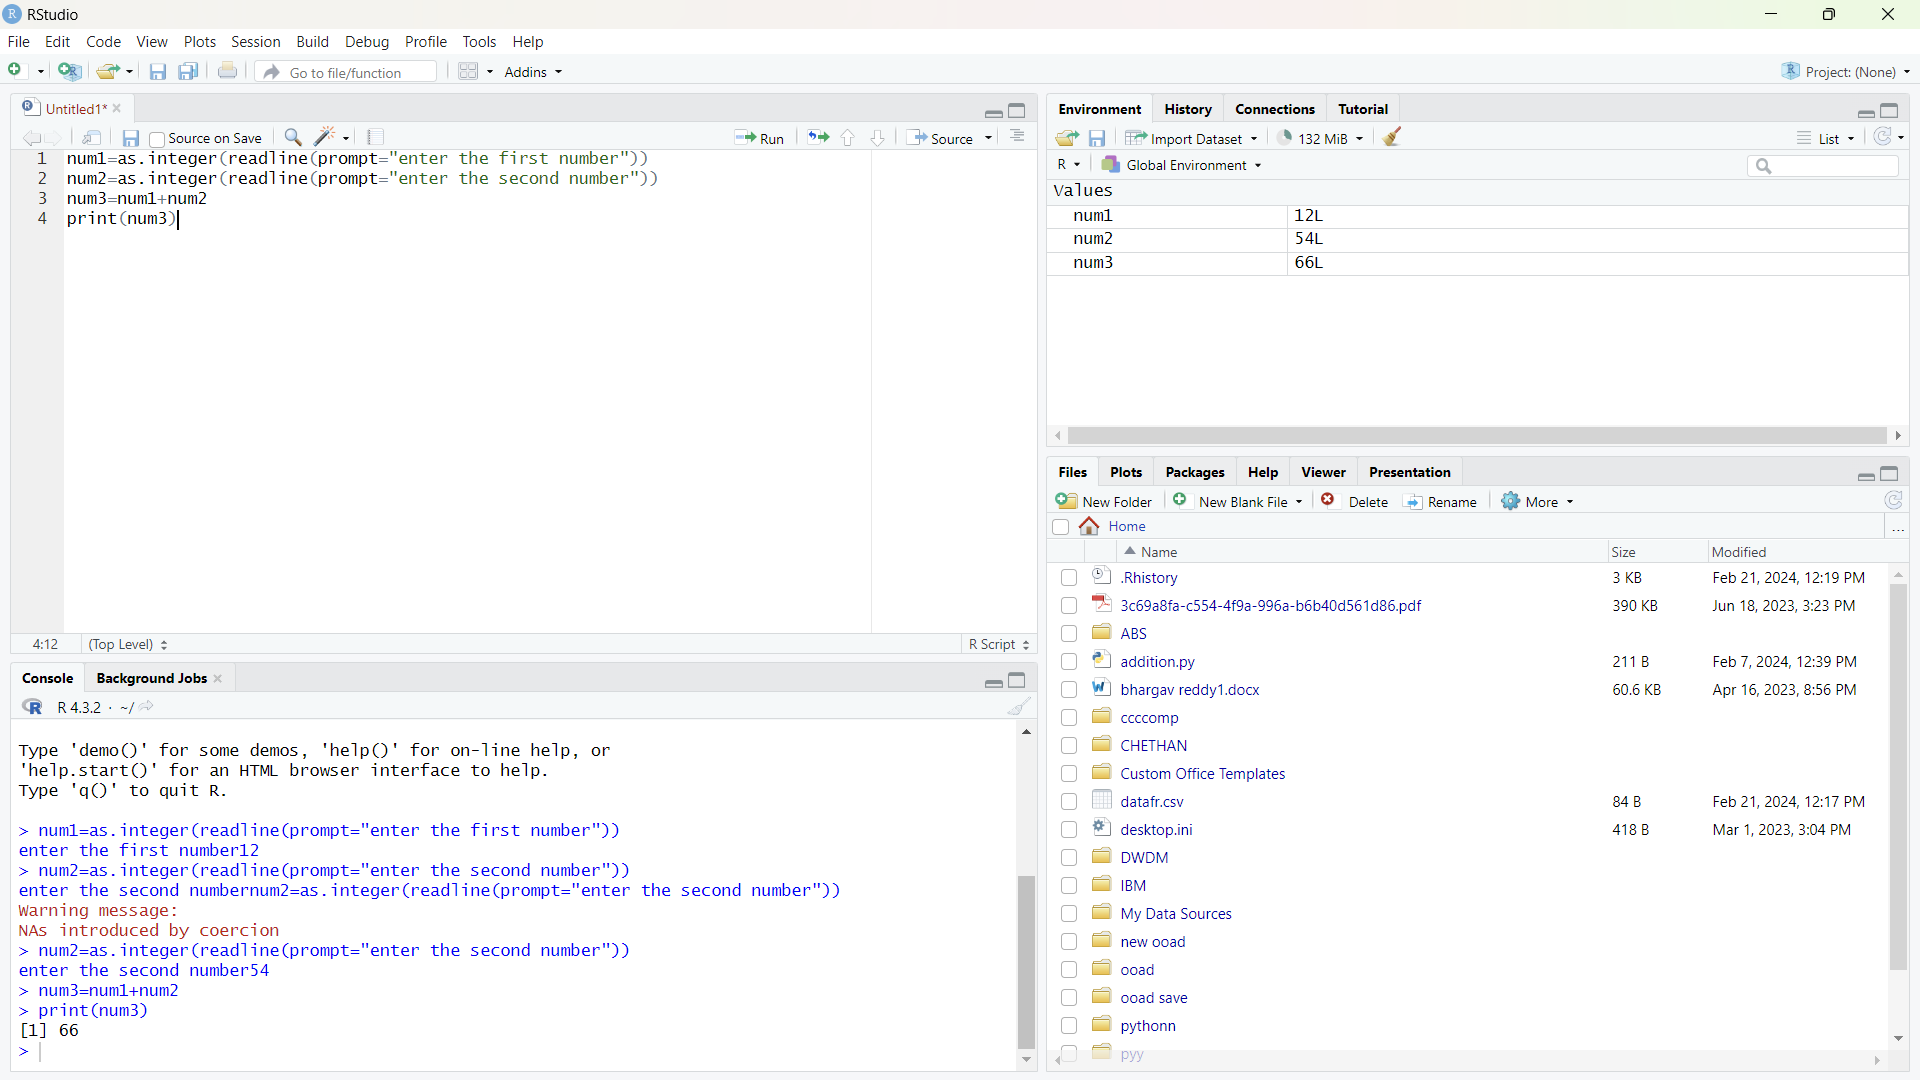 RStudio
File Edit Code View Plots Session Build Debug Profile Tools Help
Go to file/function Addins Project: (None)
Untitled1*
Source on Save Run Source
1 num1=as.integer(readline(prompt="enter the first number"))
2 num2=as.integer(readline(prompt="enter the second number"))
3 num3=num1+num2
4 print(num3)
4:12 (Top Level) R Script
Console Background Jobs
R 4.3.2 · ~/
Type 'demo()' for some demos, 'help()' for on-line help, or
'help.start()' for an HTML browser interface to help.
Type 'q()' to quit R.
> num1=as.integer(readline(prompt="enter the first number"))
enter the first number12
> num2=as.integer(readline(prompt="enter the second number"))
enter the second numbernum2=as.integer(readline(prompt="enter the second number"))
Warning message:
NAs introduced by coercion
> num2=as.integer(readline(prompt="enter the second number"))
enter the second number54
> num3=num1+num2
> print(num3)
[1] 66
>
Environment History Connections Tutorial
Import Dataset 132 MiB List
R Global Environment
Values
num1 12L
num2 54L
num3 66L
Files Plots Packages Help Viewer Presentation
New Folder New Blank File Delete Rename More
Home ...
Name Size Modified
.Rhistory 3 KB Feb 21, 2024, 12:19 PM
3c69a8fa-c554-4f9a-996a-b6b40d561d86.pdf 390 KB Jun 18, 2023, 3:23 PM
ABS
addition.py 211 B Feb 7, 2024, 12:39 PM
bhargav reddy1.docx 60.6 KB Apr 16, 2023, 8:56 PM
ccccomp
CHETHAN
Custom Office Templates
datafr.csv 84 B Feb 21, 2024, 12:17 PM
desktop.ini 418 B Mar 1, 2023, 3:04 PM
DWDM
IBM
My Data Sources
new ooad
ooad
ooad save
pythonn
pyy